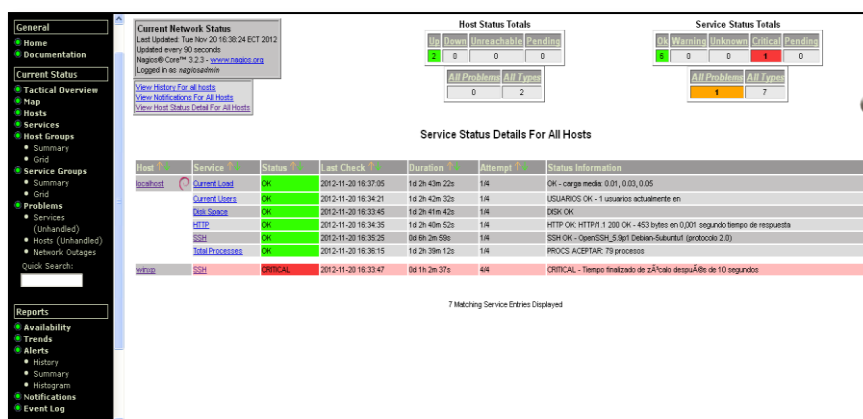 General
Home
Documentation
Current Status
Tactical Overview
Map
Hosts
Services
Host Groups
Summary
Grid
Service Groups
Summary
Grid
Problems
Services
(Unhandled)
Hosts (Unhandled)
Network Outages
Quick Search:
Reports
Availability
Trends
Alerts
History
Summary
Histogram
Notifications
Event Log
Current Network Status
Last Updated: Tue Nov 20 16:38:24 ECT 2012
Updated every 90 seconds
Nagios® Core™ 3.2.3 - www.nagios.org
Logged in as nagiosadmin
View History For all hosts
View Notifications For All Hosts
View Host Status Detail For All Hosts
Host Status Totals
Up Down Unreachable Pending
2 0 0 0
All Problems All Types
0 2
Service Status Totals
Ok Warning Unknown Critical Pending
6 0 0 1 0
All Problems All Types
1 7
Service Status Details For All Hosts
Host Service Status Last Check Duration Attempt Status Information
localhost Current Load OK 2012-11-20 16:37:05 1d 2h 43m 22s 1/4 OK - carga media: 0.01, 0.03, 0.05
Current Users OK 2012-11-20 16:34:21 1d 2h 42m 32s 1/4 USUARIOS OK - 1 usuarios actualmente en
Disk Space OK 2012-11-20 16:33:45 1d 2h 41m 42s 1/4 DISK OK
HTTP OK 2012-11-20 16:34:35 1d 2h 40m 52s 1/4 HTTP OK: HTTP/1.1 200 OK - 453 bytes en 0,001 segundo tiempo de respuesta
SSH OK 2012-11-20 16:35:25 0d 6h 2m 59s 1/4 SSH OK - OpenSSH_5.9p1 Debian-5ubuntu1 (protocolo 2.0)
Total Processes OK 2012-11-20 16:36:15 1d 2h 39m 12s 1/4 PROCS ACEPTAR: 79 procesos
winxp SSH CRITICAL 2012-11-20 16:33:47 0d 1h 2m 37s 4/4 CRITICAL - Tiempo finalizado de zÃ³calo despuÃ©s de 10 segundos
7 Matching Service Entries Displayed